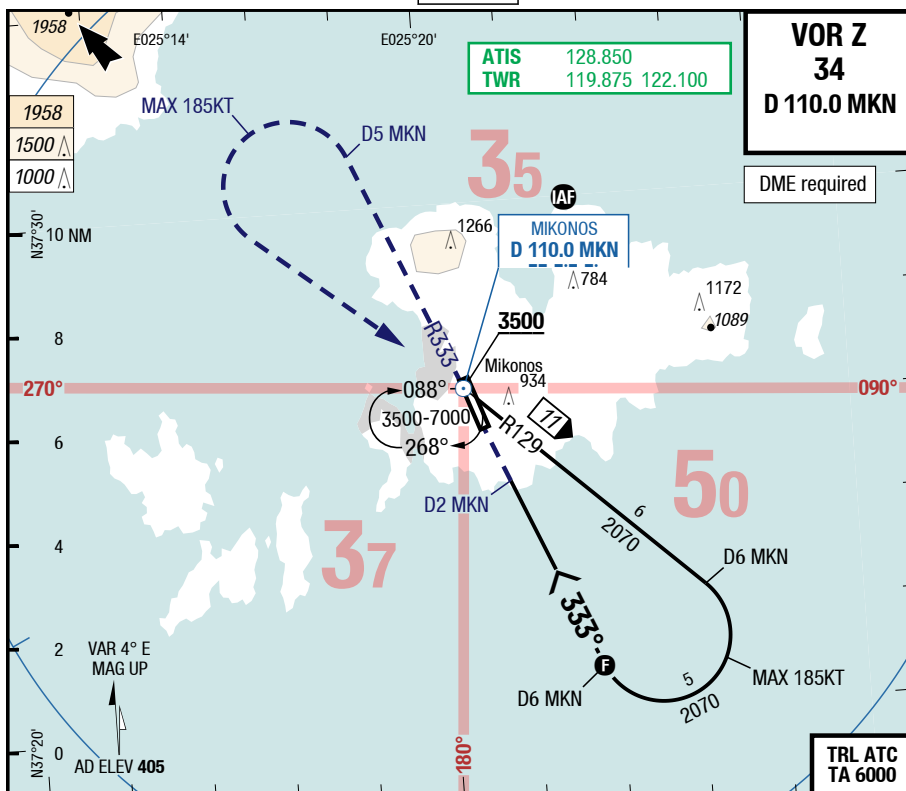 1958
E025°14'
E025°20'
ATIS 128.850
TWR 119.875 122.100
VOR Z
34
D 110.0 MKN
DME required
1958
1500
1000
MAX 185KT
D5 MKN
35
IAF
N37°30'
10 NM
1266
MIKONOS
D 110.0 MKN
784
1172
1089
8
R333
3500
Mikonos
934
270°
088°
090°
3500-7000
268°
R129
11
6
D2 MKN
50
37
6
2070
D6 MKN
4
333°
F
D6 MKN
5
2070
MAX 185KT
2
VAR 4° E
MAG UP
N37°20'
0
AD ELEV 405
180°
TRL ATC
TA 6000